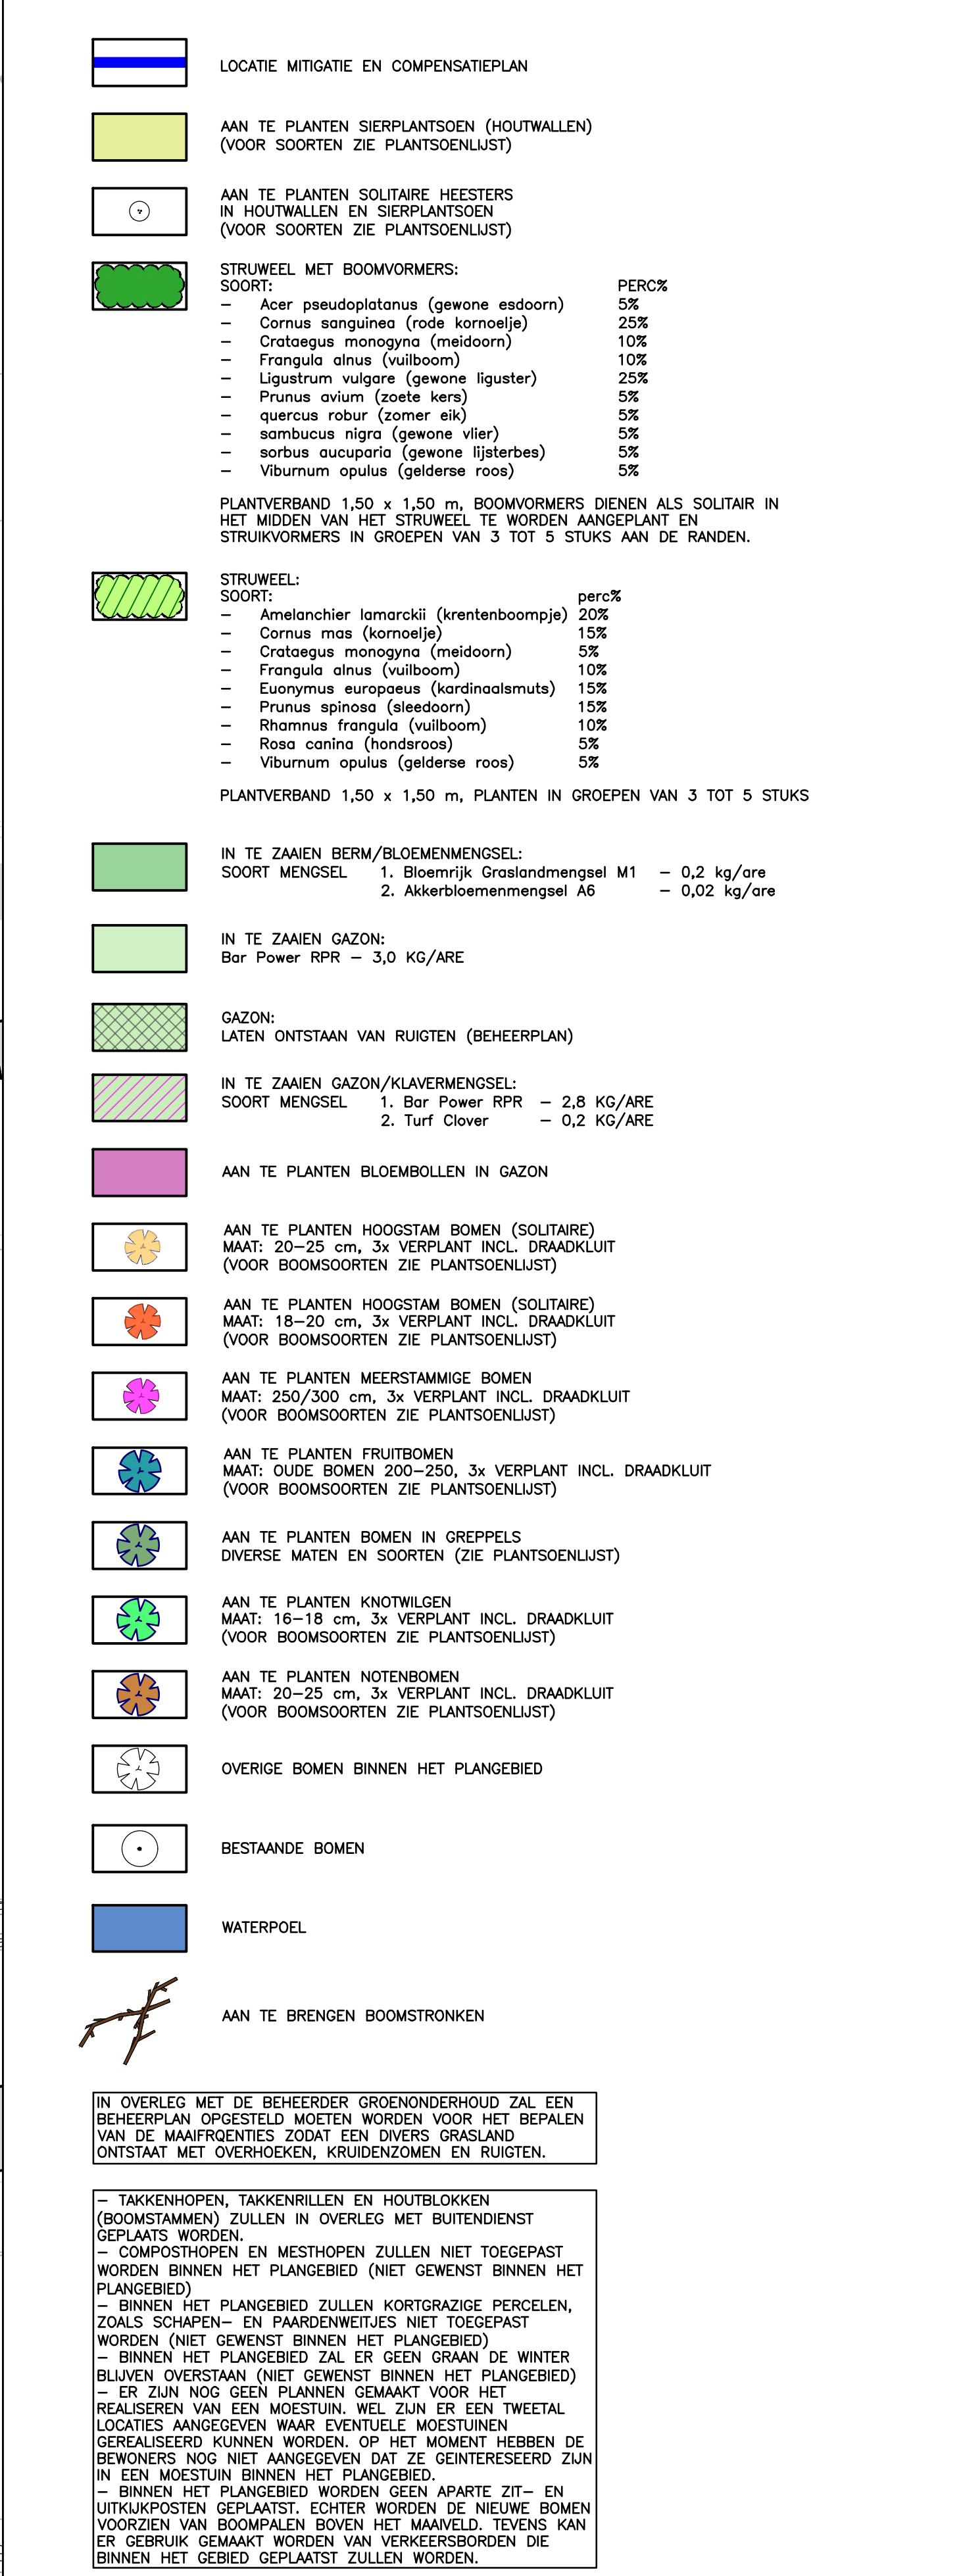 LOCATIE MITIGATIE EN COMPENSATIEPLAN
AAN TE PLANTEN SIERPLANTSOEN (HOUTWALLEN)
(VOOR SOORTEN ZIE PLANTSOENLIJST)
AAN TE PLANTEN SOLITAIRE HEESTERS
IN HOUTWALLEN EN SIERPLANTSOEN
(VOOR SOORTEN ZIE PLANTSOENLIJST)
STRUWEEL MET BOOMVORMERS:
SOORT: PERC%
– Acer pseudoplatanus (gewone esdoorn) 5%
– Cornus sanguinea (rode kornoelje) 25%
– Crataegus monogyna (meidoorn) 10%
– Frangula alnus (vuilboom) 10%
– Ligustrum vulgare (gewone liguster) 25%
– Prunus avium (zoete kers) 5%
– quercus robur (zomer eik) 5%
– sambucus nigra (gewone vlier) 5%
– sorbus aucuparia (gewone lijsterbes) 5%
– Viburnum opulus (gelderse roos) 5%
PLANTVERBAND 1,50 x 1,50 m, BOOMVORMERS DIENEN ALS SOLITAIR IN
HET MIDDEN VAN HET STRUWEEL TE WORDEN AANGEPLANT EN
STRUIKVORMERS IN GROEPEN VAN 3 TOT 5 STUKS AAN DE RANDEN.
STRUWEEL:
SOORT: perc%
– Amelanchier lamarckii (krentenboompje) 20%
– Cornus mas (kornoelje) 15%
– Crataegus monogyna (meidoorn) 5%
– Frangula alnus (vuilboom) 10%
– Euonymus europaeus (kardinaalsmuts) 15%
– Prunus spinosa (sleedoorn) 15%
– Rhamnus frangula (vuilboom) 10%
– Rosa canina (hondsroos) 5%
– Viburnum opulus (gelderse roos) 5%
PLANTVERBAND 1,50 x 1,50 m, PLANTEN IN GROEPEN VAN 3 TOT 5 STUKS
IN TE ZAAIEN BERM/BLOEMENMENGSEL:
SOORT MENGSEL 1. Bloemrijk Graslandmengsel M1 – 0,2 kg/are
2. Akkerbloemenmengsel A6 – 0,02 kg/are
IN TE ZAAIEN GAZON:
Bar Power RPR – 3,0 KG/ARE
GAZON:
LATEN ONTSTAAN VAN RUIGTEN (BEHEERPLAN)
IN TE ZAAIEN GAZON/KLAVERMENGSEL:
SOORT MENGSEL 1. Bar Power RPR – 2,8 KG/ARE
2. Turf Clover – 0,2 KG/ARE
AAN TE PLANTEN BLOEMBOLLEN IN GAZON
AAN TE PLANTEN HOOGSTAM BOMEN (SOLITAIRE)
MAAT: 20–25 cm, 3x VERPLANT INCL. DRAADKLUIT
(VOOR BOOMSOORTEN ZIE PLANTSOENLIJST)
AAN TE PLANTEN HOOGSTAM BOMEN (SOLITAIRE)
MAAT: 18–20 cm, 3x VERPLANT INCL. DRAADKLUIT
(VOOR BOOMSOORTEN ZIE PLANTSOENLIJST)
AAN TE PLANTEN MEERSTAMMIGE BOMEN
MAAT: 250/300 cm, 3x VERPLANT INCL. DRAADKLUIT
(VOOR BOOMSOORTEN ZIE PLANTSOENLIJST)
AAN TE PLANTEN FRUITBOMEN
MAAT: OUDE BOMEN 200–250, 3x VERPLANT INCL. DRAADKLUIT
(VOOR BOOMSOORTEN ZIE PLANTSOENLIJST)
AAN TE PLANTEN BOMEN IN GREPPELS
DIVERSE MATEN EN SOORTEN (ZIE PLANTSOENLIJST)
AAN TE PLANTEN KNOTWILGEN
MAAT: 16–18 cm, 3x VERPLANT INCL. DRAADKLUIT
(VOOR BOOMSOORTEN ZIE PLANTSOENLIJST)
AAN TE PLANTEN NOTENBOMEN
MAAT: 20–25 cm, 3x VERPLANT INCL. DRAADKLUIT
(VOOR BOOMSOORTEN ZIE PLANTSOENLIJST)
OVERIGE BOMEN BINNEN HET PLANGEBIED
BESTAANDE BOMEN
WATERPOEL
AAN TE BRENGEN BOOMSTRONKEN
IN OVERLEG MET DE BEHEERDER GROENONDERHOUD ZAL EEN
BEHEERPLAN OPGESTELD MOETEN WORDEN VOOR HET BEPALEN
VAN DE MAAIFRQENTIES ZODAT EEN DIVERS GRASLAND
ONTSTAAT MET OVERHOEKEN, KRUIDENZOMEN EN RUIGTEN.
– TAKKENHOPEN, TAKKENRILLEN EN HOUTBLOKKEN
(BOOMSTAMMEN) ZULLEN IN OVERLEG MET BUITENDIENST
GEPLAATS WORDEN.
– COMPOSTHOPEN EN MESTHOPEN ZULLEN NIET TOEGEPAST
WORDEN BINNEN HET PLANGEBIED (NIET GEWENST BINNEN HET
PLANGEBIED)
– BINNEN HET PLANGEBIED ZULLEN KORTGRAZIGE PERCELEN,
ZOALS SCHAPEN– EN PAARDENWEITJES NIET TOEGEPAST
WORDEN (NIET GEWENST BINNEN HET PLANGEBIED)
– BINNEN HET PLANGEBIED ZAL ER GEEN GRAAN DE WINTER
BLIJVEN OVERSTAAN (NIET GEWENST BINNEN HET PLANGEBIED)
– ER ZIJN NOG GEEN PLANNEN GEMAAKT VOOR HET
REALISEREN VAN EEN MOESTUIN. WEL ZIJN ER EEN TWEETAL
LOCATIES AANGEGEVEN WAAR EVENTUELE MOESTUINEN
GEREALISEERD KUNNEN WORDEN. OP HET MOMENT HEBBEN DE
BEWONERS NOG NIET AANGEGEVEN DAT ZE GEINTERESEERD ZIJN
IN EEN MOESTUIN BINNEN HET PLANGEBIED.
– BINNEN HET PLANGEBIED WORDEN GEEN APARTE ZIT– EN
UITKIJKPOSTEN GEPLAATST. ECHTER WORDEN DE NIEUWE BOMEN
VOORZIEN VAN BOOMPALEN BOVEN HET MAAIVELD. TEVENS KAN
ER GEBRUIK GEMAAKT WORDEN VAN VERKEERSBORDEN DIE
BINNEN HET GEBIED GEPLAATST ZULLEN WORDEN.